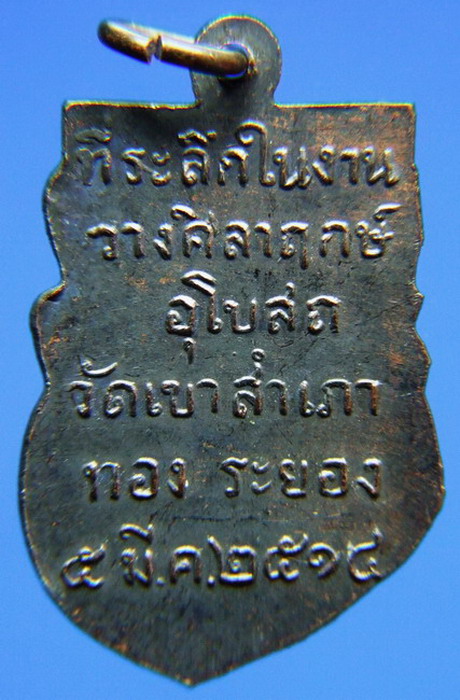 ที่ระลึกในงาน
วางศิลาฤกษ์
อุโบสถ
วัดเขาสำเภา
ทอง ระยอง
๕ มี.ค.๒๕๑๔